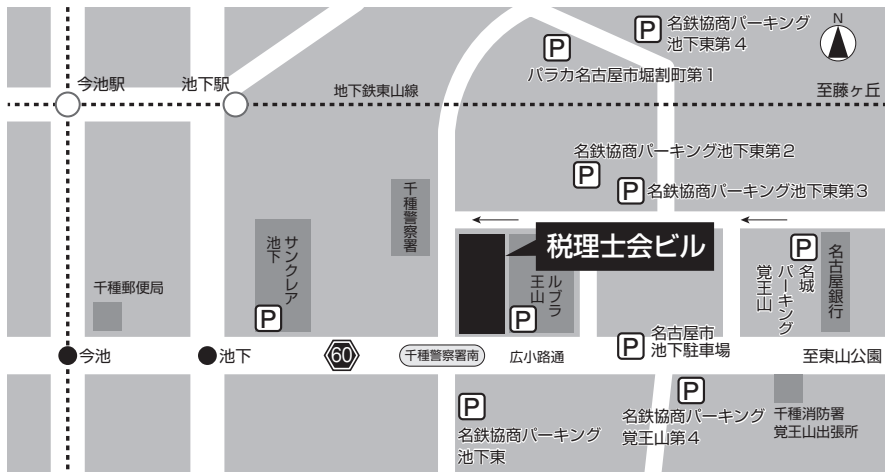 名鉄協商パーキング
池下東第4
N
パラカ名古屋市堀割町第1
今池駅
池下駅
地下鉄東山線
至藤ヶ丘
名鉄協商パーキング池下東第2
名鉄協商パーキング池下東第3
千種警察署
税理士会ビル
サンクレア
池下
ルブラ
王山
名城
パーキング
覚王山
名古屋銀行
千種郵便局
P
P
P
P
P
P
P
P
P
P
今池
池下
60
千種警察署南
広小路通
名古屋市
池下駐車場
至東山公園
名鉄協商パーキング
池下東
名鉄協商パーキング
覚王山第4
千種消防署
覚王山出張所